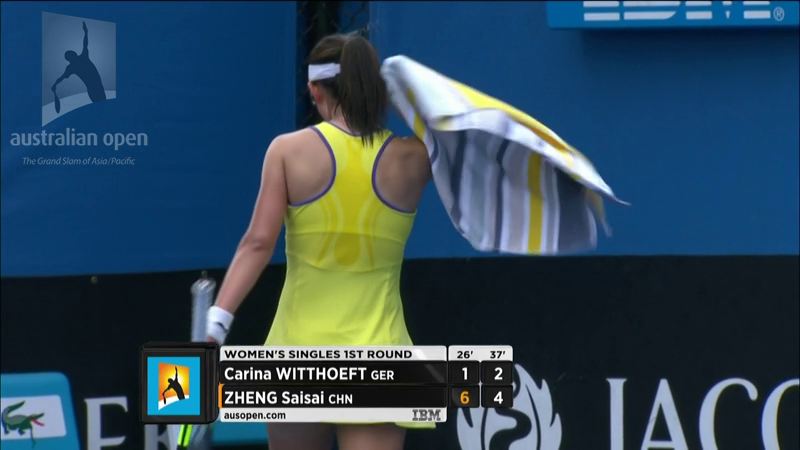 IBM®
australian open
The Grand Slam of Asia/Pacific
WOMEN'S SINGLES 1ST ROUND 26' 37'
Carina WITTHOEFT GER 1 2
ZHENG Saisai CHN 6 4
ausopen.com IBM
JACO